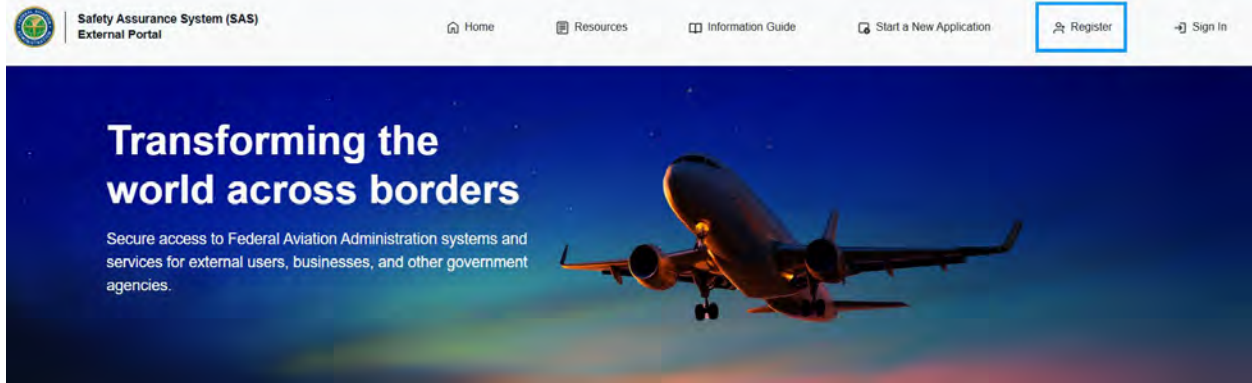 Safety Assurance System (SAS)
External Portal
Home
Resources
Information Guide
Start a New Application
Register
Sign In
Transforming the
world across borders
Secure access to Federal Aviation Administration systems and
services for external users, businesses, and other government
agencies.